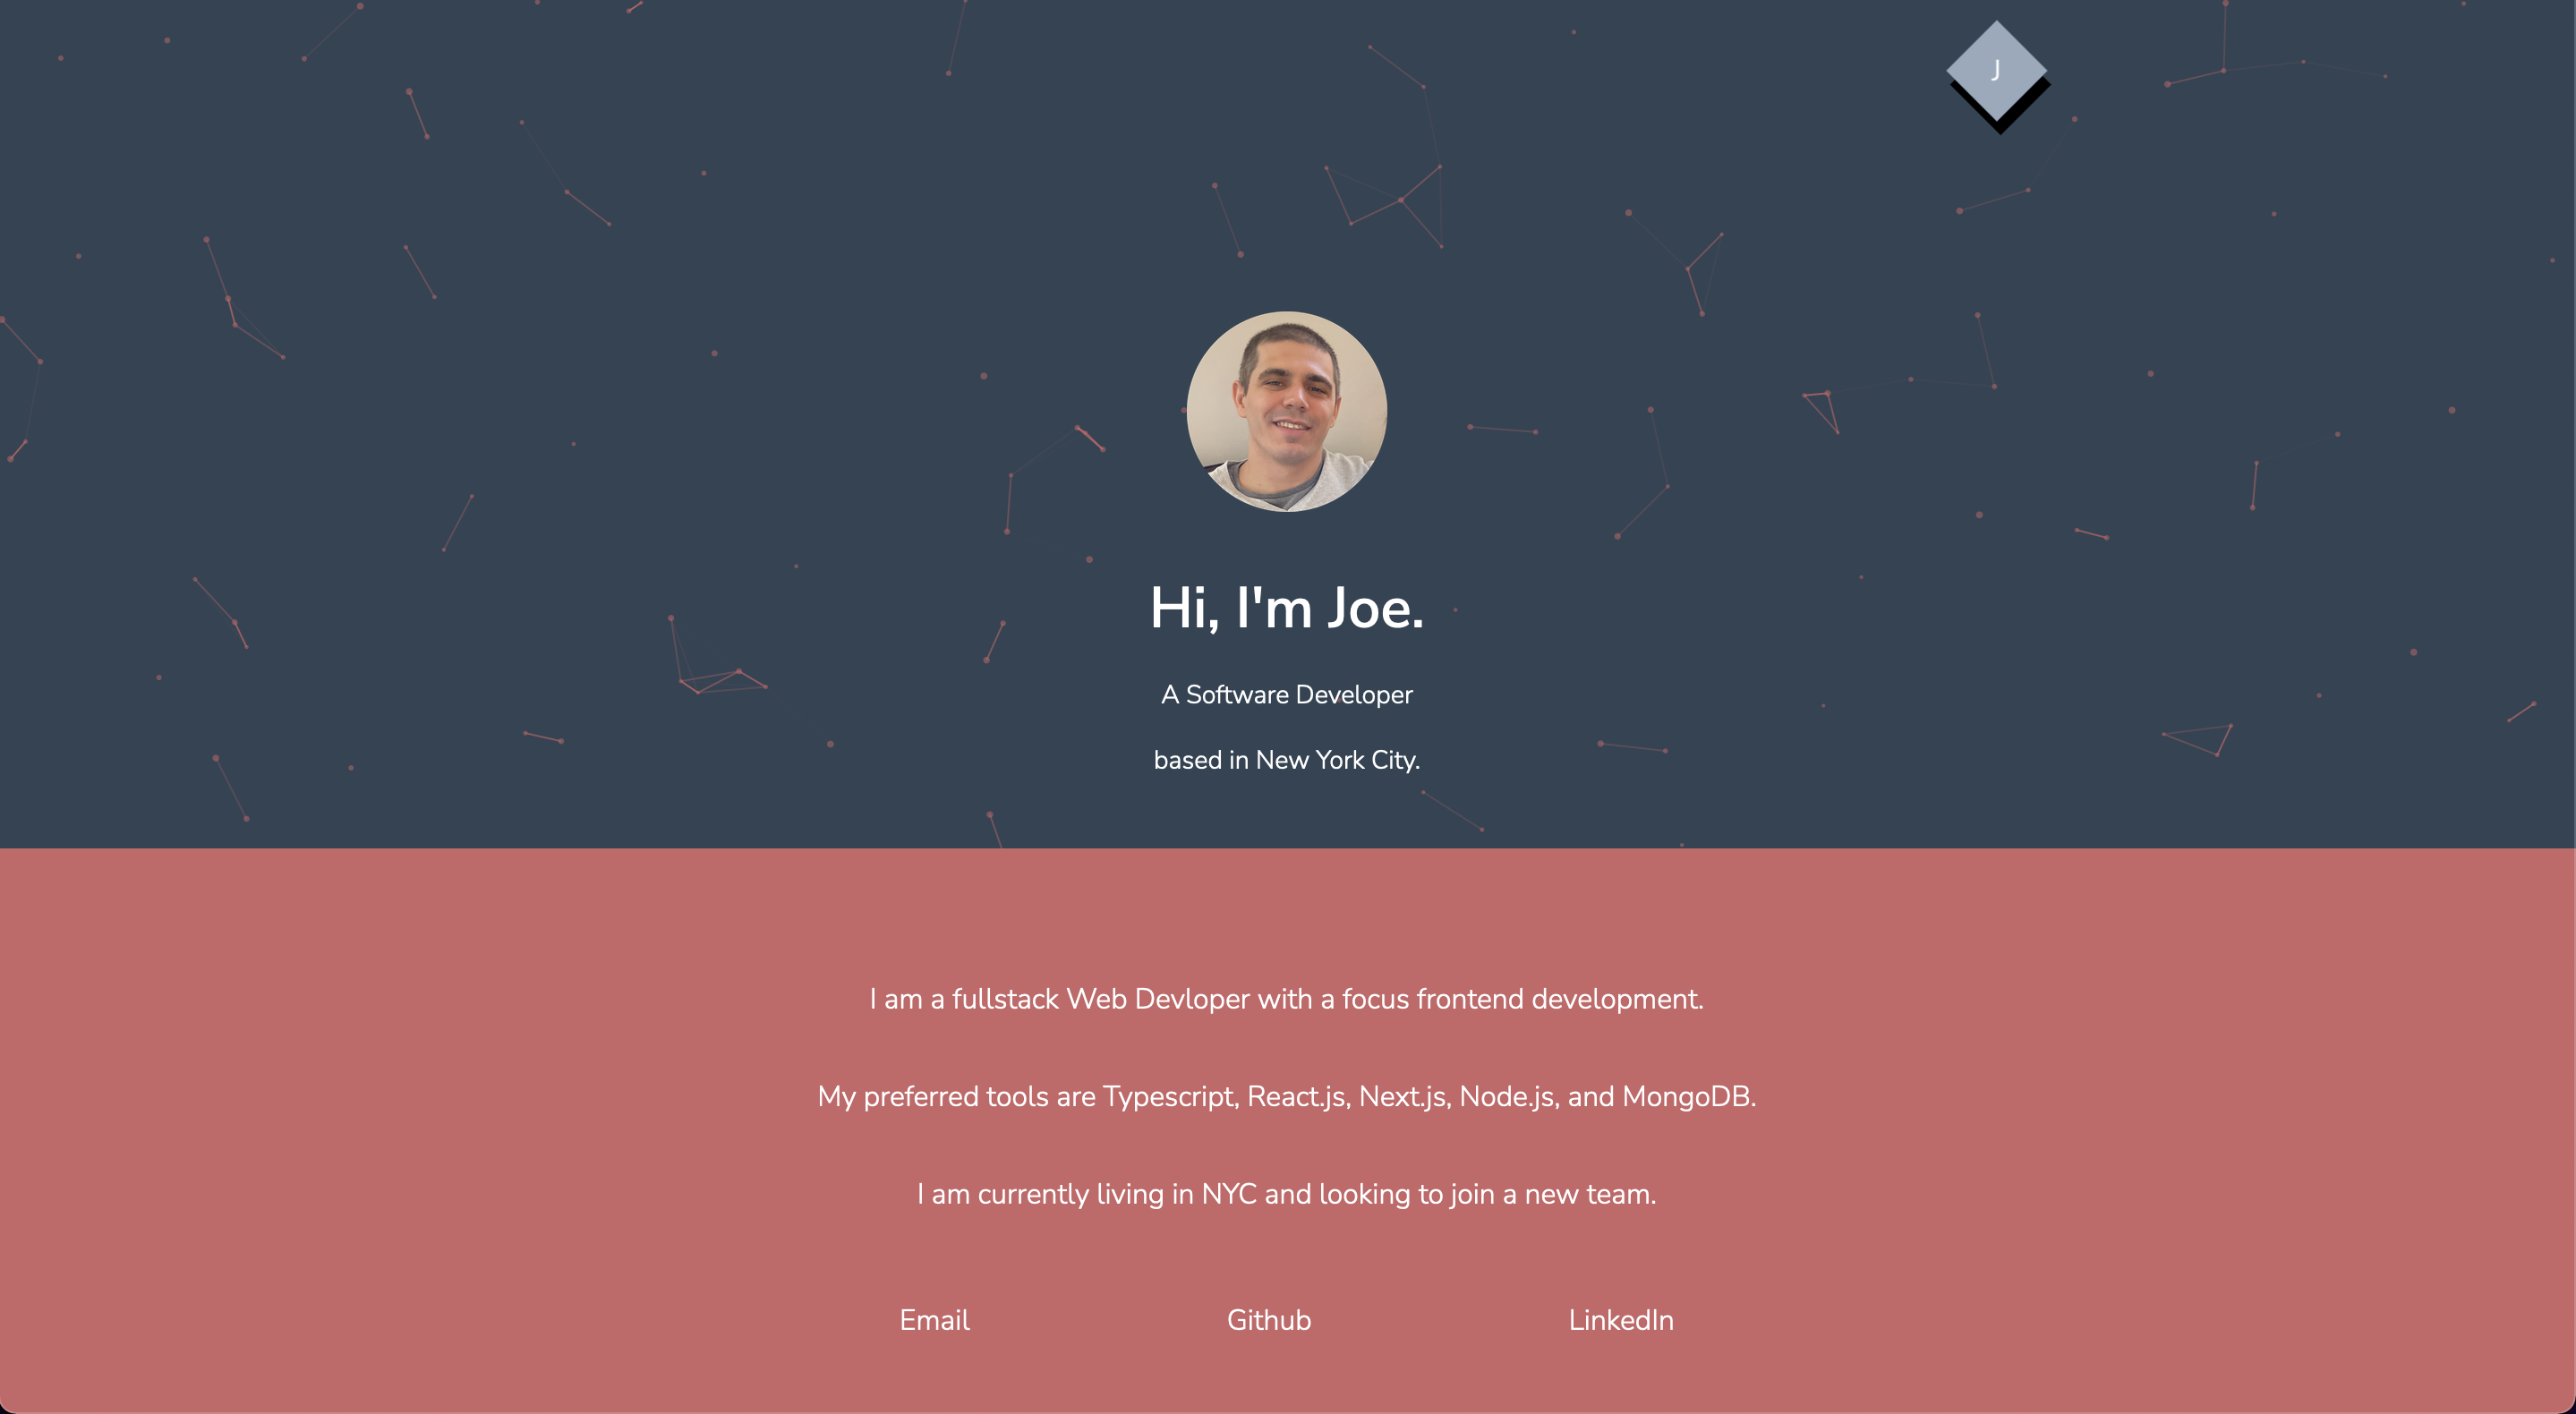 J
Hi, I'm Joe.
A Software Developer
based in New York City.
I am a fullstack Web Devloper with a focus frontend development.
My preferred tools are Typescript, React.js, Next.js, Node.js, and MongoDB.
I am currently living in NYC and looking to join a new team.
Email Github LinkedIn